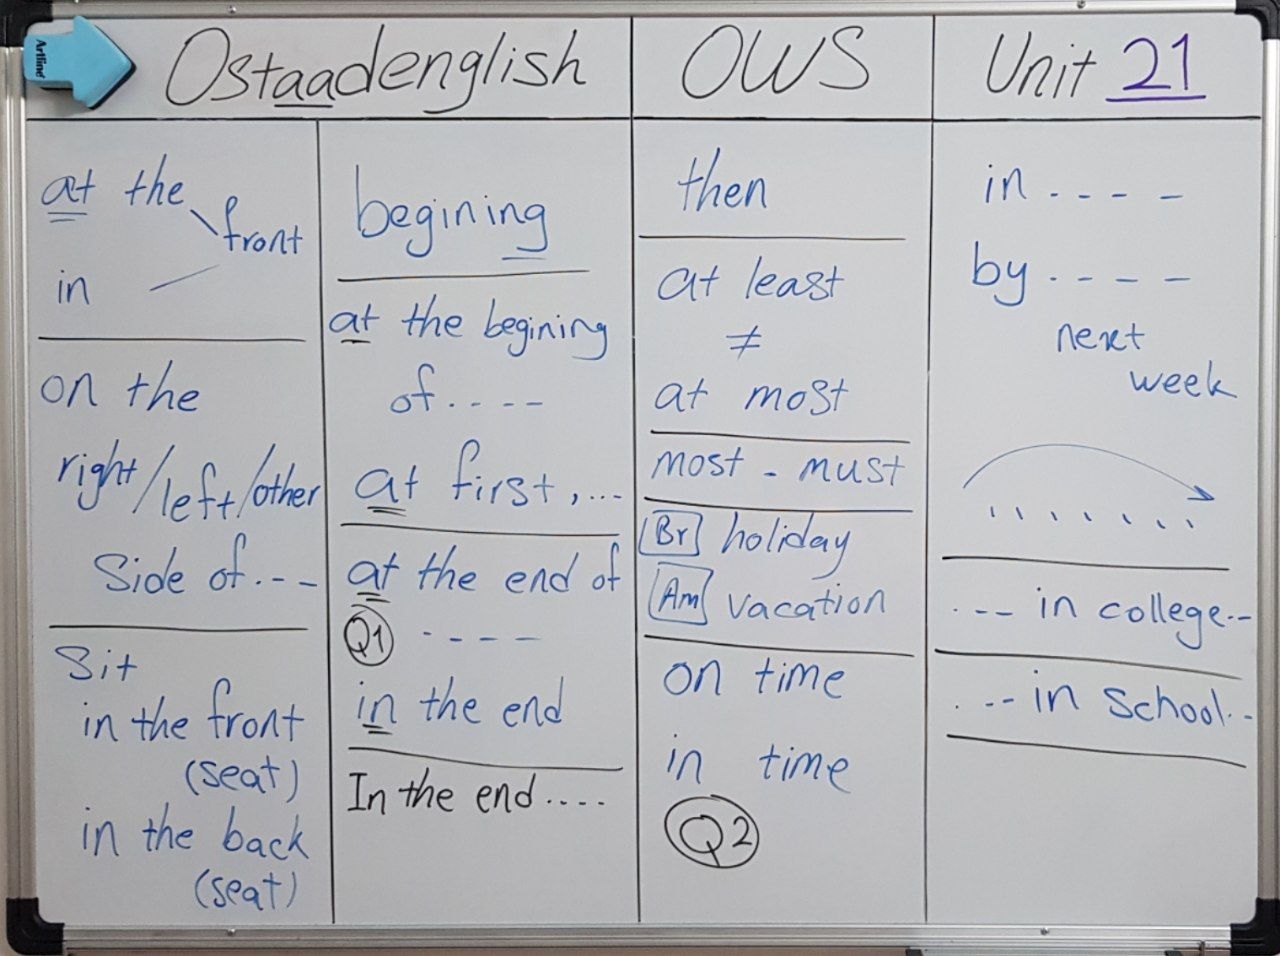 Artline
Ostaadenglish
OWS
Unit 21
at the
front
in
on the
right/left/other
Side of...
Sit
in the front
(seat)
in the back
(seat)
begining
at the begining
of....
at first,...
at the end of
Q1 ....
in the end
In the end....
then
at least
≠
at most
most - must
Br holiday
Am vacation
on time
in time
Q2
in ....
by ....
next
week
... in college..
... in School..